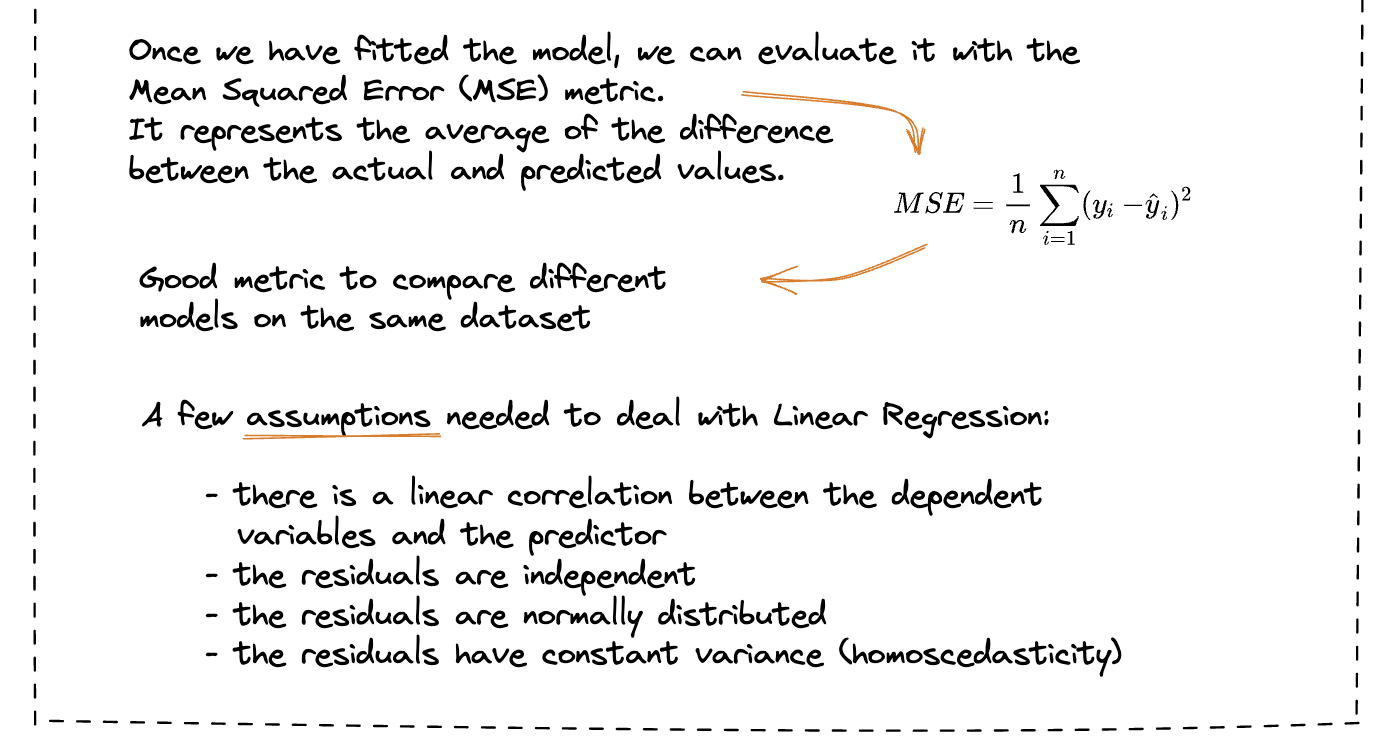 Once we have fitted the model, we can evaluate it with the
Mean Squared Error (MSE) metric.
It represents the average of the difference
between the actual and predicted values.
MSE = \frac{1}{n} \sum_{i=1}^{n} (y_i - \hat{y}_i)^2
Good metric to compare different
models on the same dataset
A few assumptions needed to deal with Linear Regression:
- there is a linear correlation between the dependent
variables and the predictor
- the residuals are independent
- the residuals are normally distributed
- the residuals have constant variance (homoscedasticity)